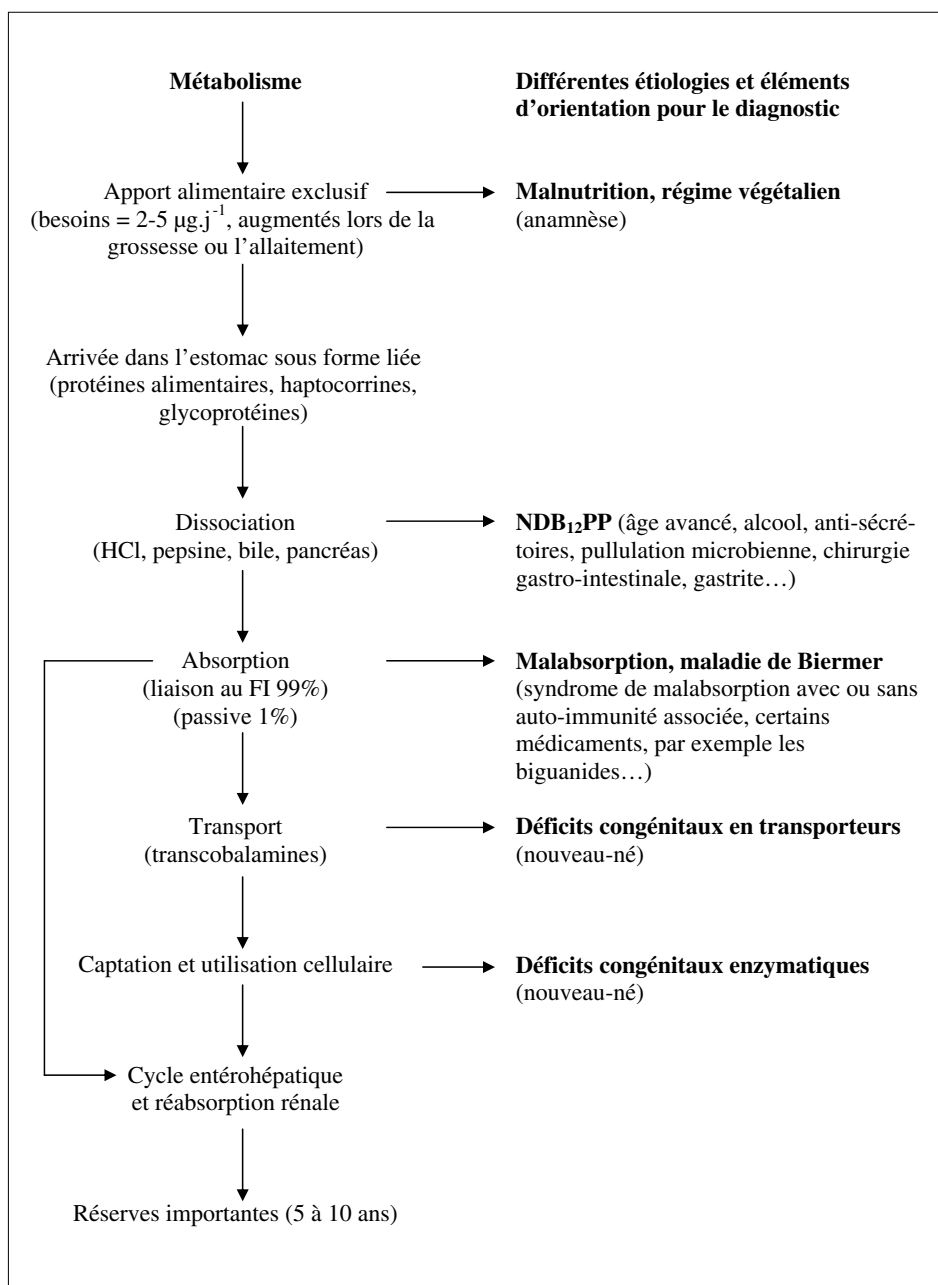 Métabolisme
Différentes étiologies et éléments
d’orientation pour le diagnostic
Apport alimentaire exclusif
(besoins = 2-5 µg.j⁻¹, augmentés lors de la
grossesse ou l’allaitement)
Malnutrition, régime végétalien
(anamnèse)
Arrivée dans l’estomac sous forme liée
(protéines alimentaires, haptocorrines,
glycoprotéines)
Dissociation
(HCl, pepsine, bile, pancréas)
NDB₁₂PP (âge avancé, alcool, anti-sécré-
toires, pullulation microbienne, chirurgie
gastro-intestinale, gastrite…)
Absorption
(liaison au FI 99%)
(passive 1%)
Malabsorption, maladie de Biermer
(syndrome de malabsorption avec ou sans
auto-immunité associée, certains
médicaments, par exemple les
biguanides…)
Transport
(transcobalamines)
Déficits congénitaux en transporteurs
(nouveau-né)
Captation et utilisation cellulaire
Déficits congénitaux enzymatiques
(nouveau-né)
Cycle entérohépatique
et réabsorption rénale
Réserves importantes (5 à 10 ans)